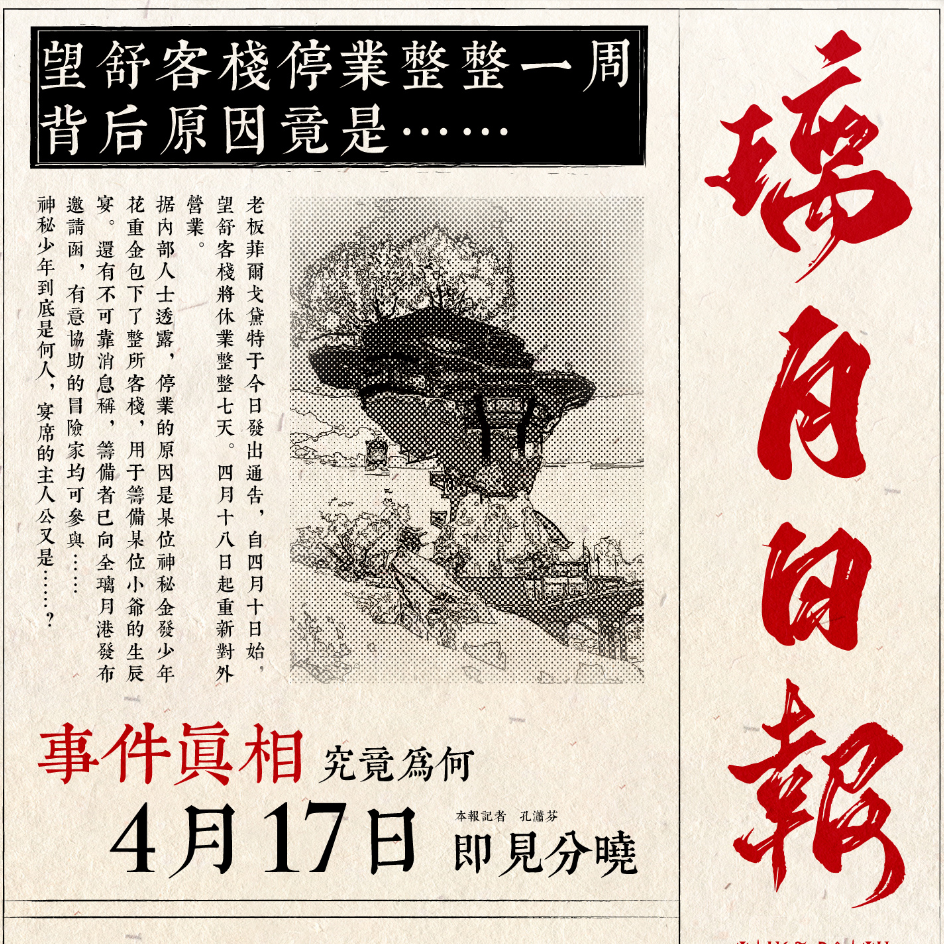 望舒客棧停業整整一周
背后原因竟是……
老板菲爾戈黛特于今日發出通告，自四月十日始，
望舒客棧將休業整整七天。四月十八日起重新對外
營業。
据內部人士透露，停業的原因是某位神秘金發少年
花重金包下了整所客棧，用于籌備某位小爺的生辰
宴。還有不可靠消息稱，籌備者已向全璃月港發布
邀請函，有意協助的冒險家均可參與……
神秘少年到底是何人，宴席的主人公又是……？
事件眞相 究竟爲何
4月17日
本報記者 孔瀟芬
即見分曉
璃月日報